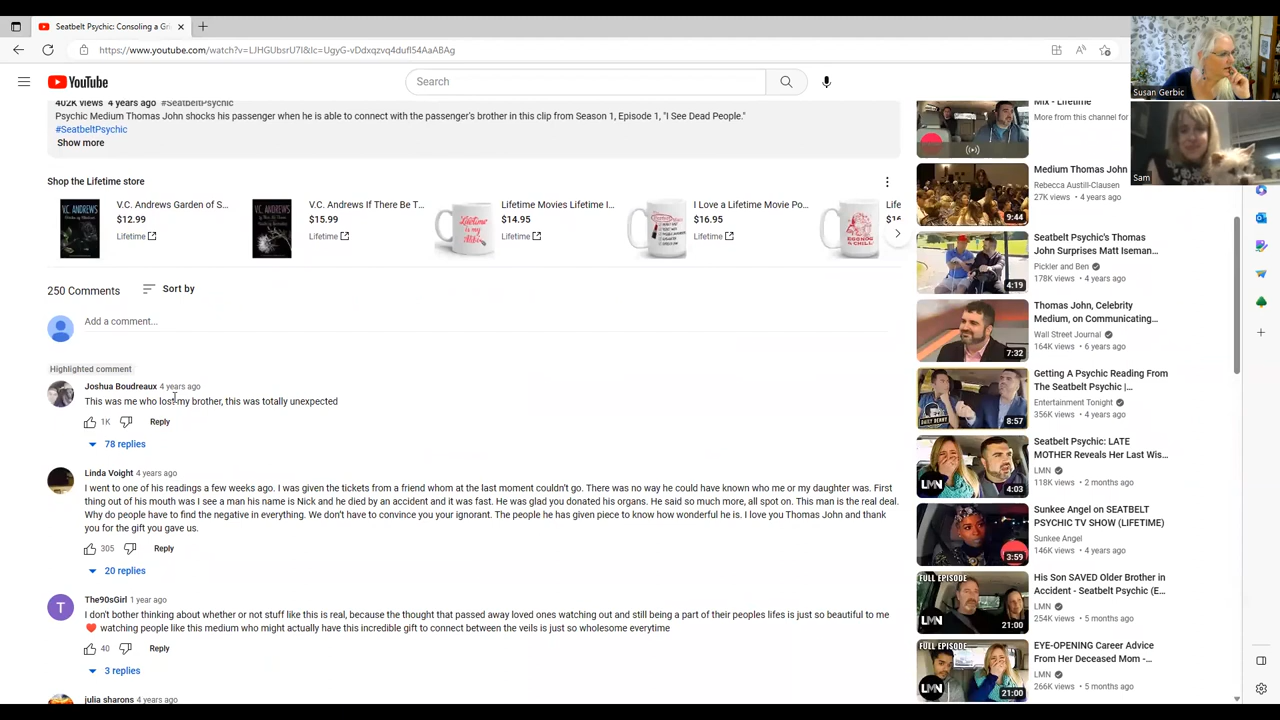 Seatbelt Psychic: Consoling a Gr
https://www.youtube.com/watch?v=LJHGUbsrU7I&lc=UgyG-vDdxqzvq4dufl54AaABAg
YouTube
Search
402K views 4 years ago #SeatbeltPsychic
Psychic Medium Thomas John shocks his passenger when he is able to connect with the passenger's brother in this clip from Season 1, Episode 1, "I See Dead People."
#SeatbeltPsychic
Show more
Shop the Lifetime store
V.C. Andrews Garden of S...
$12.99
Lifetime
V.C. Andrews If There Be T...
$15.99
Lifetime
Lifetime Movies Lifetime l...
$14.95
Lifetime
I Love a Lifetime Movie Po...
$16.95
Lifetime
Life
$16
Life
250 Comments
Sort by
Add a comment...
Highlighted comment
Joshua Boudreaux 4 years ago
This was me who lost my brother, this was totally unexpected
1K
Reply
78 replies
Linda Voight 4 years ago
I went to one of his readings a few weeks ago. I was given the tickets from a friend whom at the last moment couldn't go. There was no way he could have known who me or my daughter was. First
thing out of his mouth was I see a man his name is Nick and he died by an accident and it was fast. He was glad you donated his organs. He said so much more, all spot on. This man is the real deal.
Why do people have to find the negative in everything. We don't have to convince you your ignorant. The people he has given piece to know how wonderful he is. I love you Thomas John and thank
you for the gift you gave us.
305
Reply
20 replies
T
The90sGirl 1 year ago
I don't bother thinking about whether or not stuff like this is real, because the thought that passed away loved ones watching out and still being a part of their peoples lifes is just so beautiful to me
❤️ watching people like this medium who might actually have this incredible gift to connect between the veils is just so wholesome everytime
40
Reply
3 replies
julia sharons 4 years ago
Mix - Lifetime
More from this channel for
Medium Thomas John
Rebecca Austill-Clausen
27K views • 4 years ago
9:44
Seatbelt Psychic's Thomas
John Surprises Matt Iseman...
Pickler and Ben
178K views • 4 years ago
4:19
Thomas John, Celebrity
Medium, on Communicating...
Wall Street Journal
164K views • 6 years ago
7:32
Getting A Psychic Reading From
The Seatbelt Psychic |...
Entertainment Tonight
356K views • 4 years ago
8:57
Seatbelt Psychic: LATE
MOTHER Reveals Her Last Wis...
LMN
118K views • 2 months ago
LMN
4:03
Sunkee Angel on SEATBELT
PSYCHIC TV SHOW (LIFETIME)
Sunkee Angel
146K views • 4 years ago
3:59
FULL EPISODE
His Son SAVED Older Brother in
Accident - Seatbelt Psychic (E...
LMN
254K views • 5 months ago
LMN
21:00
FULL EPISODE
EYE-OPENING Career Advice
From Her Deceased Mom -...
LMN
266K views • 5 months ago
LMN
21:00
Susan Gerbic
Sam